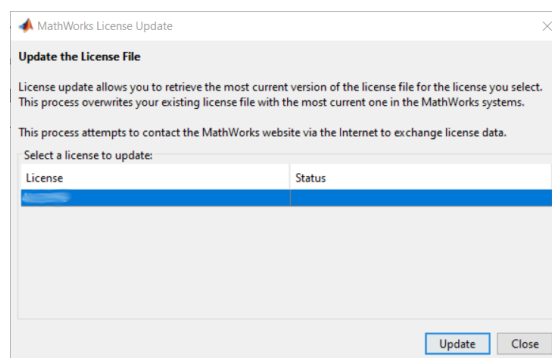 MathWorks License Update
Update the License File
License update allows you to retrieve the most current version of the license file for the license you select.
This process overwrites your existing license file with the most current one in the MathWorks systems.
This process attempts to contact the MathWorks website via the Internet to exchange license data.
Select a license to update:
License Status
Update Close